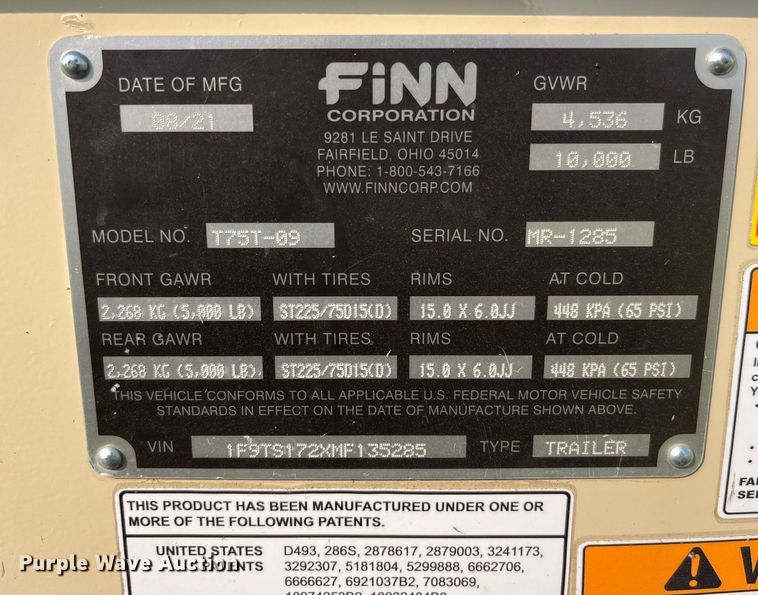 FINN
CORPORATION
9281 LE SAINT DRIVE
FAIRFIELD, OHIO 45014
PHONE: 1-800-543-7166
WWW.FINNCORP.COM
DATE OF MFG
08/21
GVWR
4,536 KG
10,000 LB
MODEL NO. T75T-09 SERIAL NO. MR-1285
FRONT GAWR WITH TIRES RIMS AT COLD
2,268 KG (5,000 LB) ST225/75D15(D) 15.0 X 6.0JJ 448 KPA (65 PSI)
REAR GAWR WITH TIRES RIMS AT COLD
2,268 KG (5,000 LB). ST225/75D15(D) 15.0 X 6.0JJ 448 KPA (65 PSI)
THIS VEHICLE CONFORMS TO ALL APPLICABLE U.S. FEDERAL MOTOR VEHICLE SAFETY
STANDARDS IN EFFECT ON THE DATE OF MANUFACTURE SHOWN ABOVE.
VIN 1F9TS172XMF135285 TYPE TRAILER
THIS PRODUCT HAS BEEN MANUFACTURED UNDER ONE OR
MORE OF THE FOLLOWING PATENTS.
UNITED STATES D493, 286S, 2878617, 2879003, 3241173,
3292307, 5181804, 5299888, 6662706,
6666627, 6921037B2, 7083069,
Purple Wave Auction